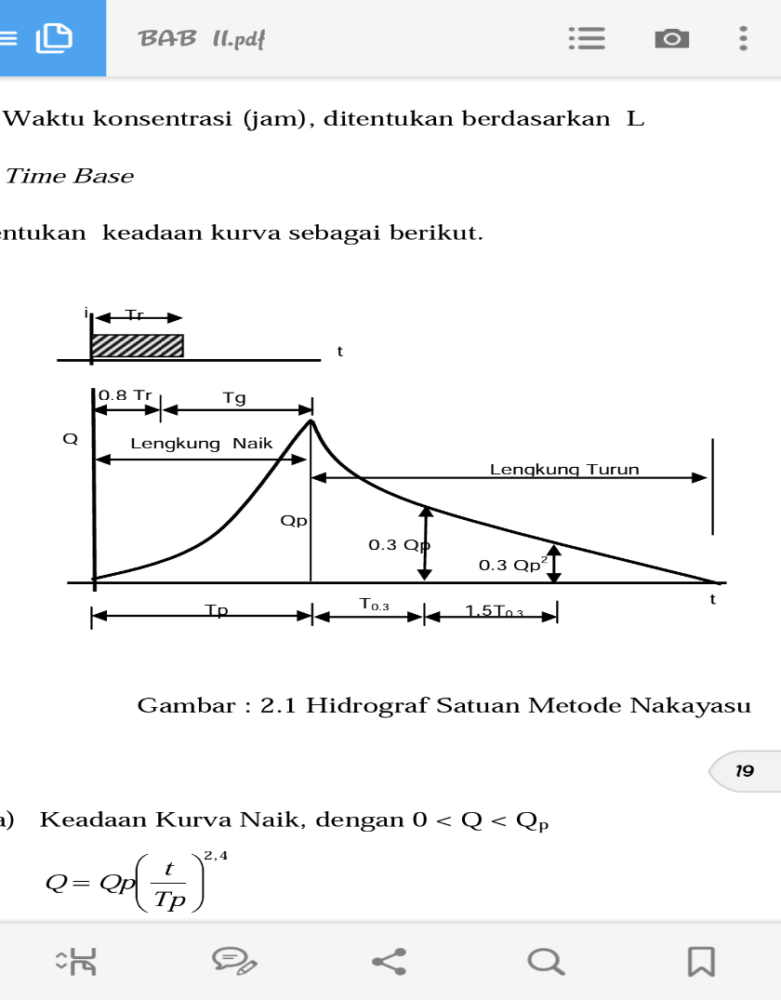 BAB II.pdf
Waktu konsentrasi (jam), ditentukan berdasarkan L
Time Base
entukan keadaan kurva sebagai berikut.
i Tr
t
0.8 Tr Tg
Q
Lengkung Naik
Lengkung Turun
Qp
0.3 Qp
0.3 Qp²
t
Tp T₀.₃ 1.5T₀.₃
Gambar : 2.1 Hidrograf Satuan Metode Nakayasu
19
a) Keadaan Kurva Naik, dengan 0 < Q < Qₚ
Q = Qp(t/Tp)^2,4